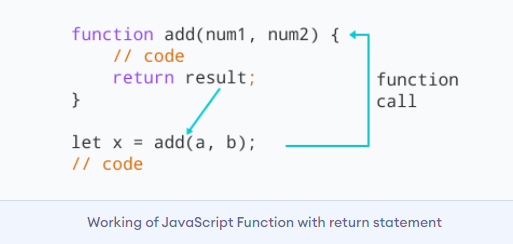 function add(num1, num2) {
// code
return result;
}
function
call
let x = add(a, b);
// code
Working of JavaScript Function with return statement